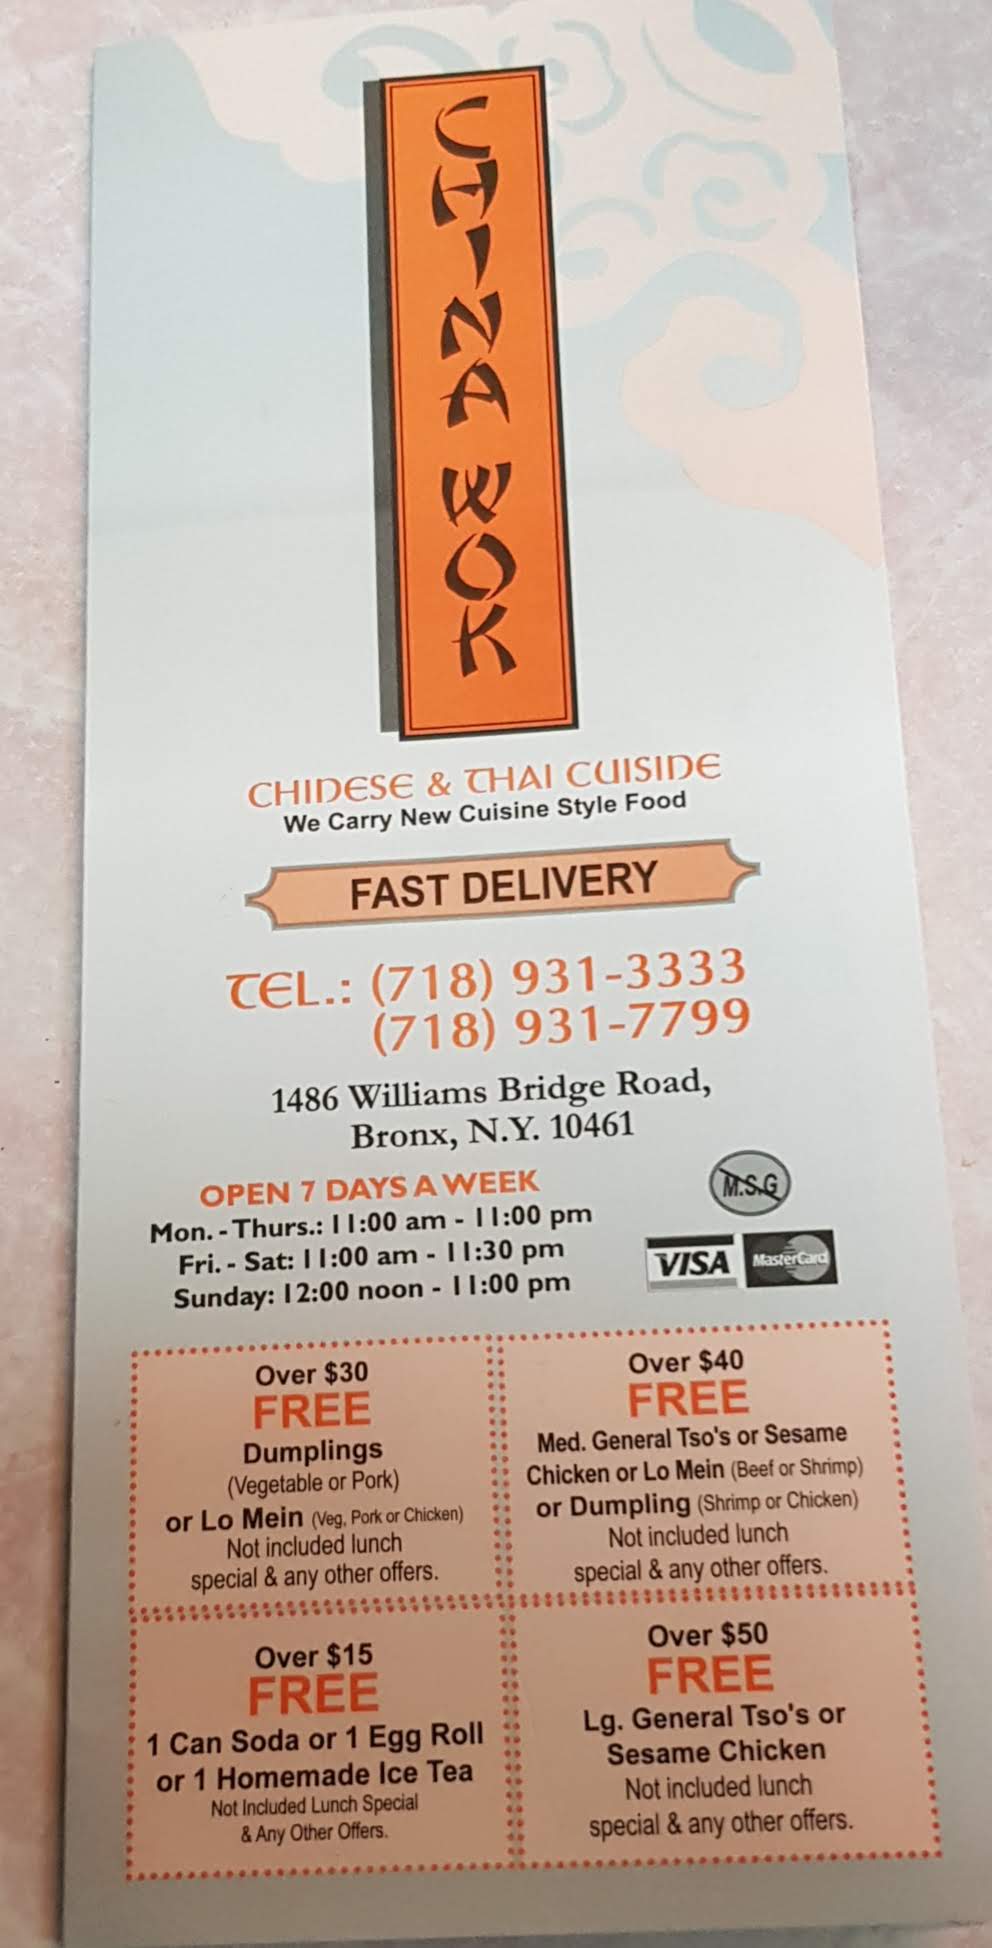 CHINA WOK
CHINESE & THAI CUISINE
We Carry New Cuisine Style Food
FAST DELIVERY
TEL.: (718) 931-3333
(718) 931-7799
1486 Williams Bridge Road,
Bronx, N.Y. 10461
OPEN 7 DAYS A WEEK
Mon. - Thurs.: 11:00 am - 11:00 pm
Fri. - Sat: 11:00 am - 11:30 pm
Sunday: 12:00 noon - 11:00 pm
M.S.G
VISA MasterCard
Over $30
FREE
Dumplings
(Vegetable or Pork)
or Lo Mein (Veg, Pork or Chicken)
Not included lunch
special & any other offers.
Over $40
FREE
Med. General Tso's or Sesame
Chicken or Lo Mein (Beef or Shrimp)
or Dumpling (Shrimp or Chicken)
Not included lunch
special & any other offers.
Over $15
FREE
1 Can Soda or 1 Egg Roll
or 1 Homemade Ice Tea
Not Included Lunch Special
& Any Other Offers.
Over $50
FREE
Lg. General Tso's or
Sesame Chicken
Not included lunch
special & any other offers.